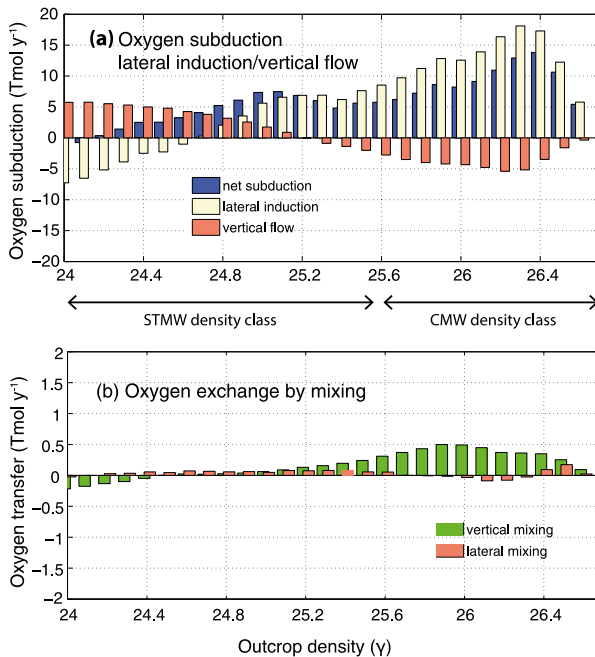 (a) Oxygen subduction
lateral induction/vertical flow
Oxygen subduction (Tmol y-1)
20
15
10
5
0
−5
−10
−15
−20
net subduction
lateral induction
vertical flow
24 24.4 24.8 25.2 25.6 26 26.4
STMW density class CMW density class
(b) Oxygen exchange by mixing
Oxygen transfer (Tmol y-1)
2
1.5
1
0.5
0
−0.5
−1
−1.5
−2
vertical mixing
lateral mixing
24 24.4 24.8 25.2 25.6 26 26.4
Outcrop density (γ)